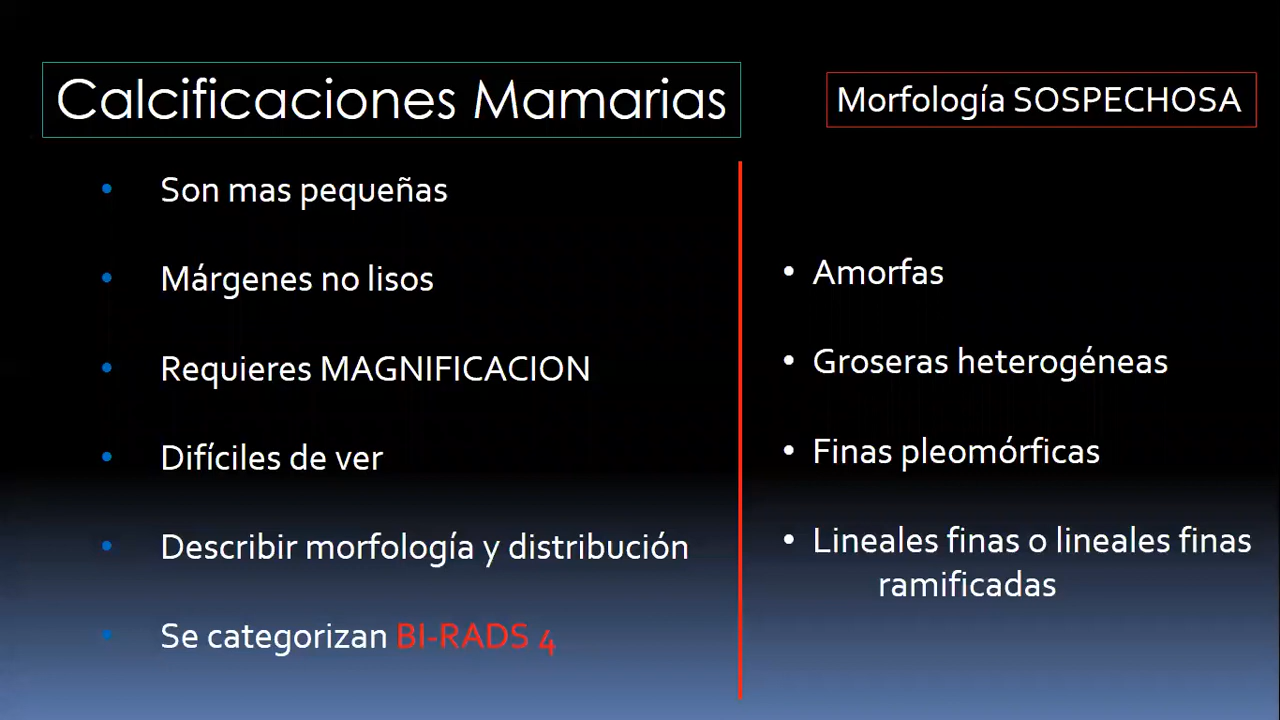 Calcificaciones Mamarias
Morfología SOSPECHOSA
• Son mas pequeñas
• Márgenes no lisos
• Requieres MAGNIFICACION
• Difíciles de ver
• Describir morfología y distribución
• Se categorizan BI-RADS 4
• Amorfas
• Groseras heterogéneas
• Finas pleomórficas
• Lineales finas o lineales finas
ramificadas